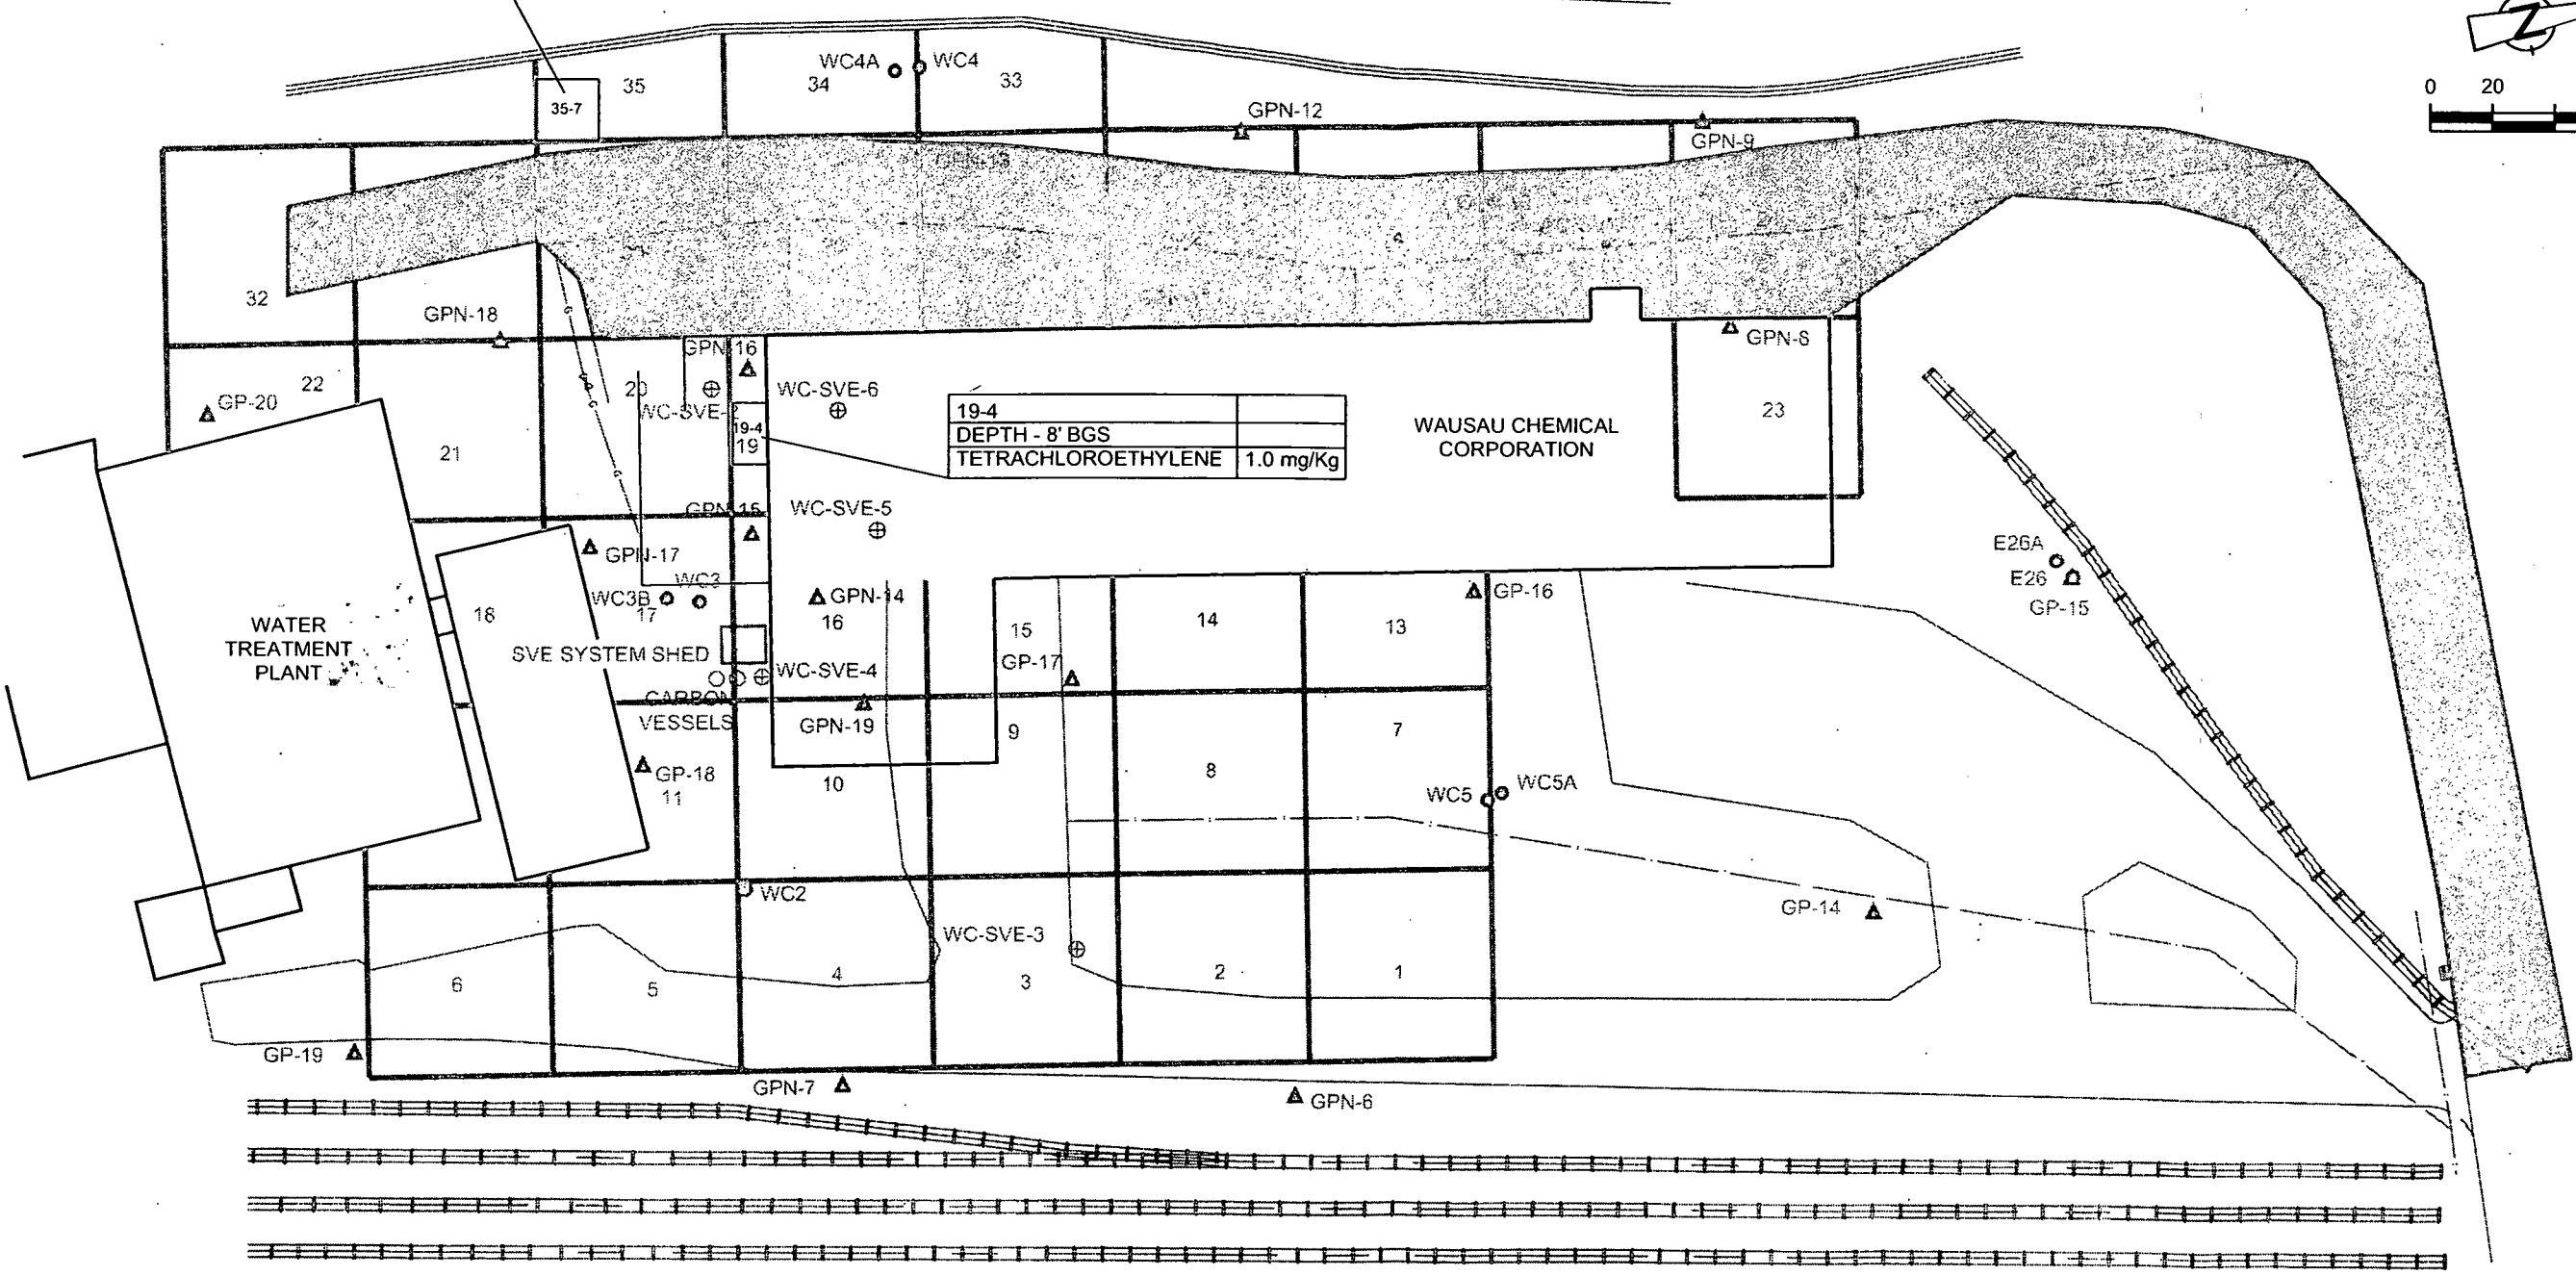 Z
0 20
WC4A WC4
35 34 33
35-7
GPN-12
GPN-9
32
GPN-18
GPN-16
GPN-8
22
20
GP-20
WC-SVE-6
WC-SVE-2
19-4
19
19-4
DEPTH - 8' BGS
TETRACHLOROETHYLENE 1.0 mg/Kg
WAUSAU CHEMICAL
CORPORATION
23
21
GPN-15
WC-SVE-5
GPN-17
E26A
E26
GP-15
WC3
WC3B
17
GPN-14
16
GP-16
18
15
14
13
WATER
TREATMENT
PLANT
SVE SYSTEM SHED
GP-17
WC-SVE-4
CARBON
VESSELS
GPN-19
9
7
GP-18
11
10
8
WC5 WC5A
WC2
GP-14
WC-SVE-3
6
5
4
3
2
1
GP-19
GPN-7
GPN-6